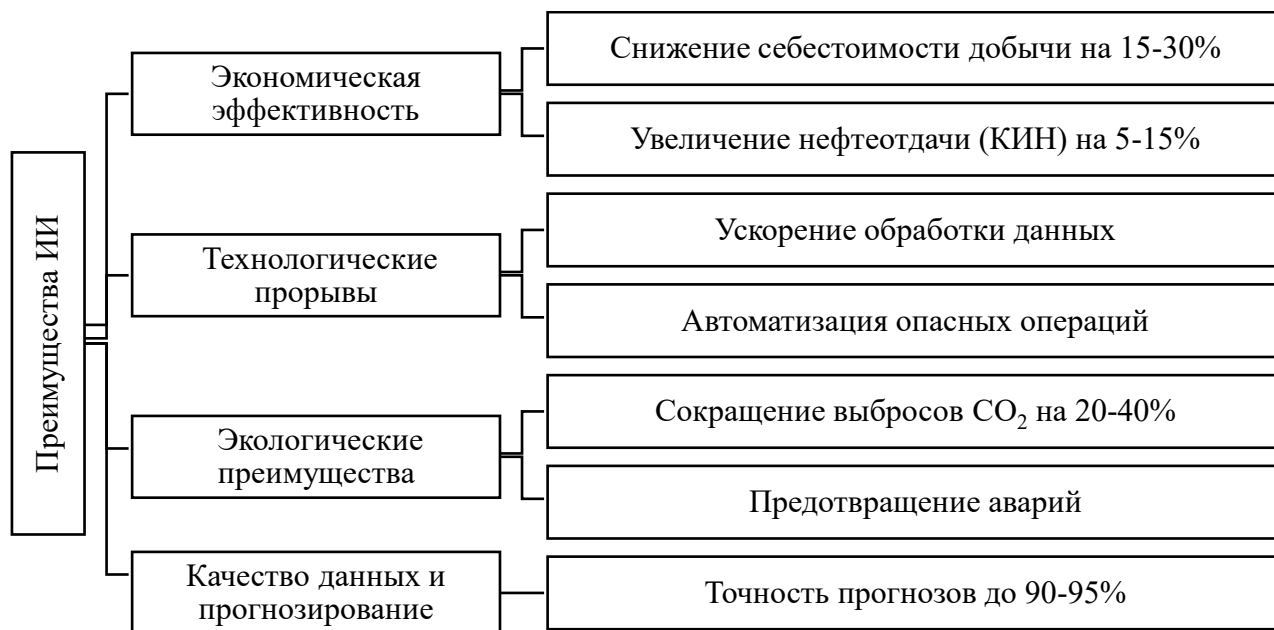 Преимущества ИИ
Экономическая
эффективность
Снижение себестоимости добычи на 15-30%
Увеличение нефтеотдачи (КИН) на 5-15%
Технологические
прорывы
Ускорение обработки данных
Автоматизация опасных операций
Экологические
преимущества
Сокращение выбросов CO₂ на 20-40%
Предотвращение аварий
Качество данных и
прогнозирование
Точность прогнозов до 90-95%